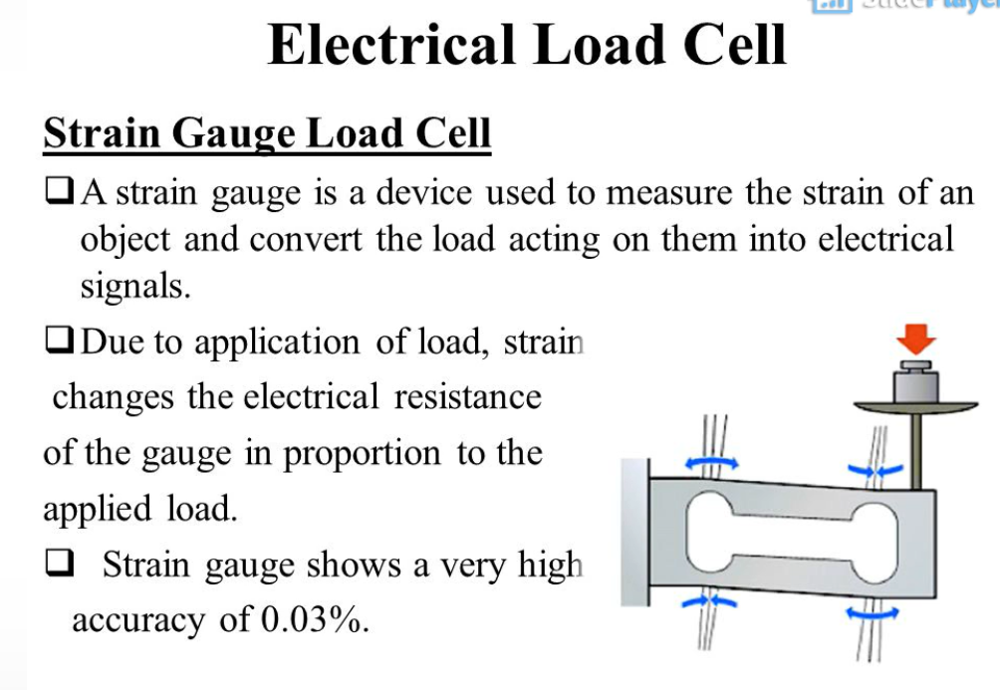 Electrical Load Cell
Strain Gauge Load Cell
❑A strain gauge is a device used to measure the strain of an
object and convert the load acting on them into electrical
signals.
❑Due to application of load, strain
changes the electrical resistance
of the gauge in proportion to the
applied load.
❑ Strain gauge shows a very high
accuracy of 0.03%.